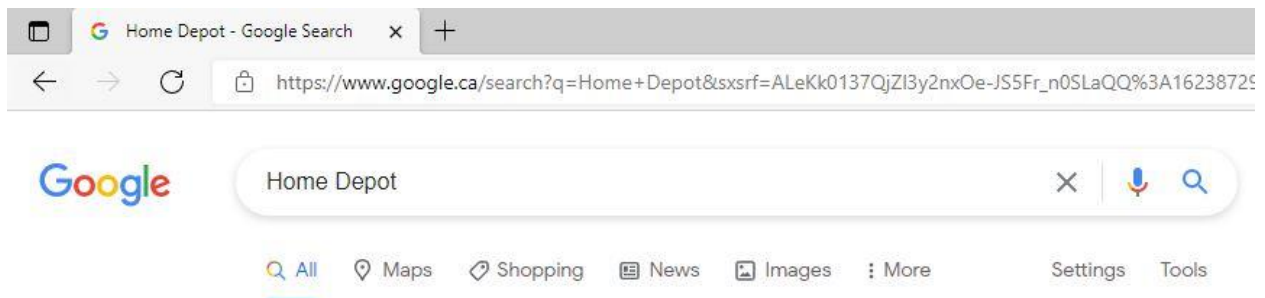 Home Depot - Google Search
https://www.google.ca/search?q=Home+Depot&sxsrf=ALeKk0137QjZI3y2nxOe-JS5Fr_n0SLaQQ%3A16238729
Google Home Depot
All Maps Shopping News Images More Settings Tools